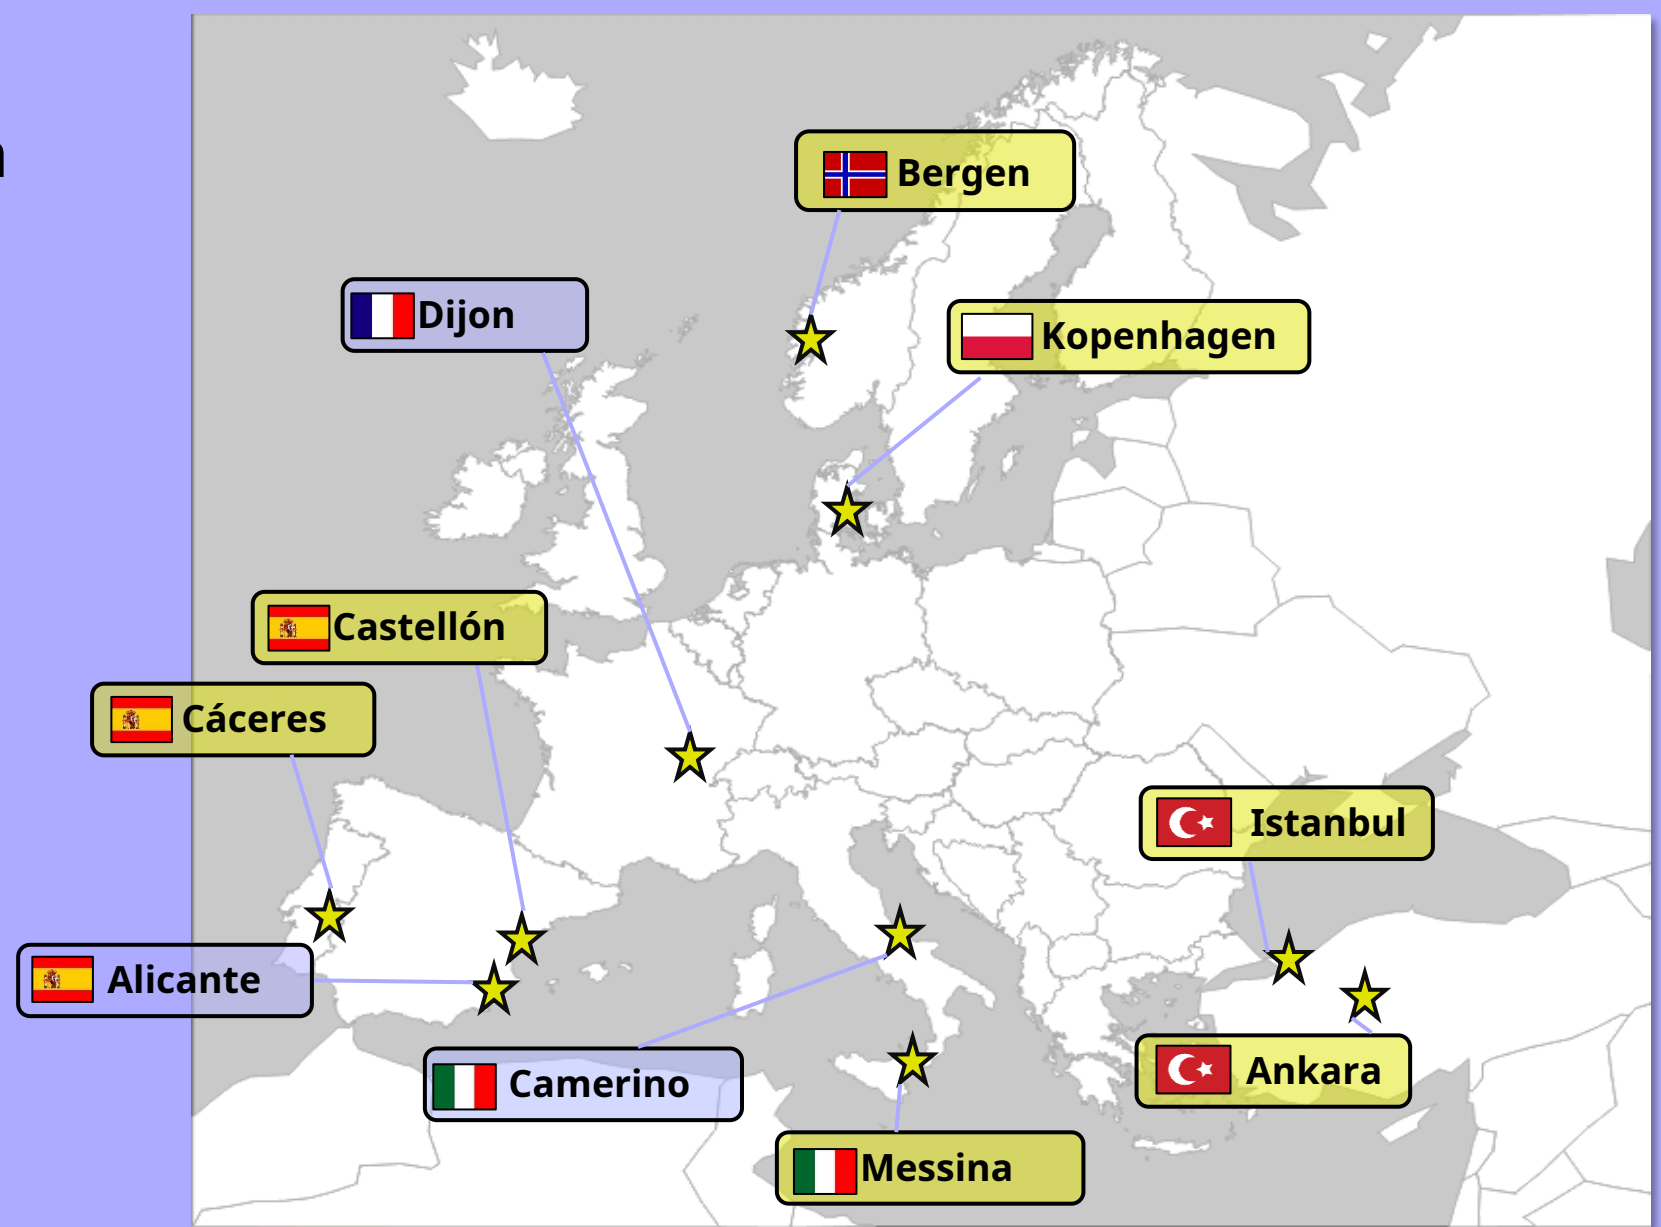 n
Bergen
Dijon
Kopenhagen
Castellón
Cáceres
Istanbul
Alicante
Ankara
Camerino
Messina